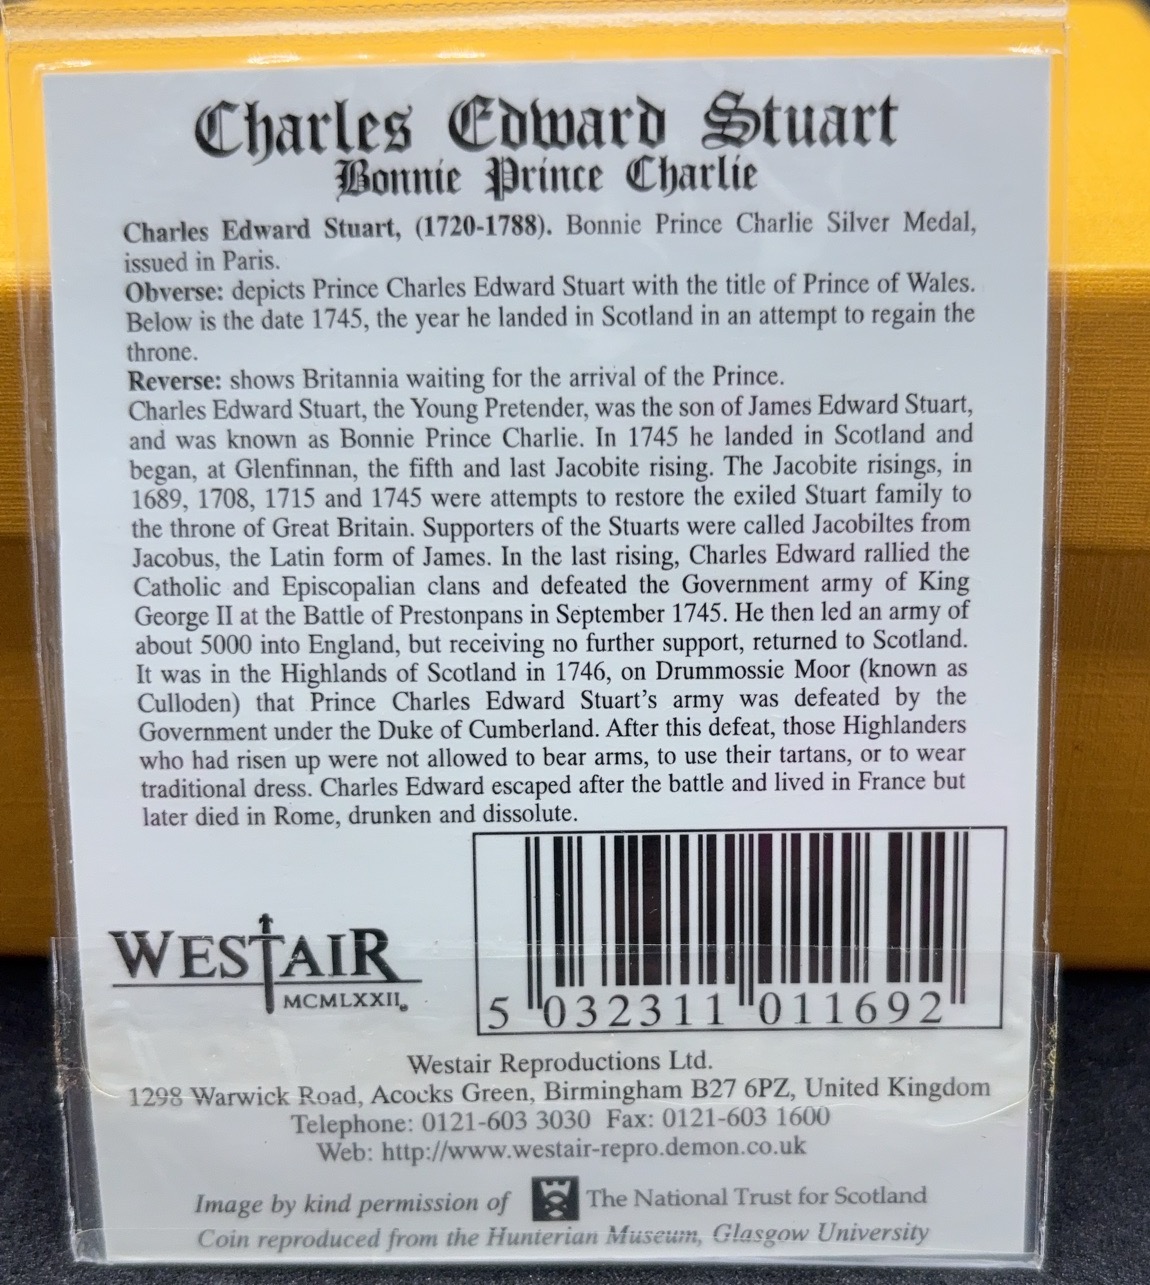 Charles Edward Stuart
Bonnie Prince Charlie
Charles Edward Stuart, (1720-1788). Bonnie Prince Charlie Silver Medal,
issued in Paris.
Obverse: depicts Prince Charles Edward Stuart with the title of Prince of Wales.
Below is the date 1745, the year he landed in Scotland in an attempt to regain the
throne.
Reverse: shows Britannia waiting for the arrival of the Prince.
Charles Edward Stuart, the Young Pretender, was the son of James Edward Stuart,
and was known as Bonnie Prince Charlie. In 1745 he landed in Scotland and
began, at Glenfinnan, the fifth and last Jacobite rising. The Jacobite risings, in
1689, 1708, 1715 and 1745 were attempts to restore the exiled Stuart family to
the throne of Great Britain. Supporters of the Stuarts were called Jacobiltes from
Jacobus, the Latin form of James. In the last rising, Charles Edward rallied the
Catholic and Episcopalian clans and defeated the Government army of King
George II at the Battle of Prestonpans in September 1745. He then led an army of
about 5000 into England, but receiving no further support, returned to Scotland.
It was in the Highlands of Scotland in 1746, on Drummossie Moor (known as
Culloden) that Prince Charles Edward Stuart's army was defeated by the
Government under the Duke of Cumberland. After this defeat, those Highlanders
who had risen up were not allowed to bear arms, to use their tartans, or to wear
traditional dress. Charles Edward escaped after the battle and lived in France but
later died in Rome, drunken and dissolute.
WESTAIR
MCMLXXII
5 032311 011692
Westair Reproductions Ltd.
1298 Warwick Road, Acocks Green, Birmingham B27 6PZ, United Kingdom
Telephone: 0121-603 3030 Fax: 0121-603 1600
Web: http://www.westair-repro.demon.co.uk
Image by kind permission of The National Trust for Scotland
Coin reproduced from the Hunterian Museum, Glasgow University